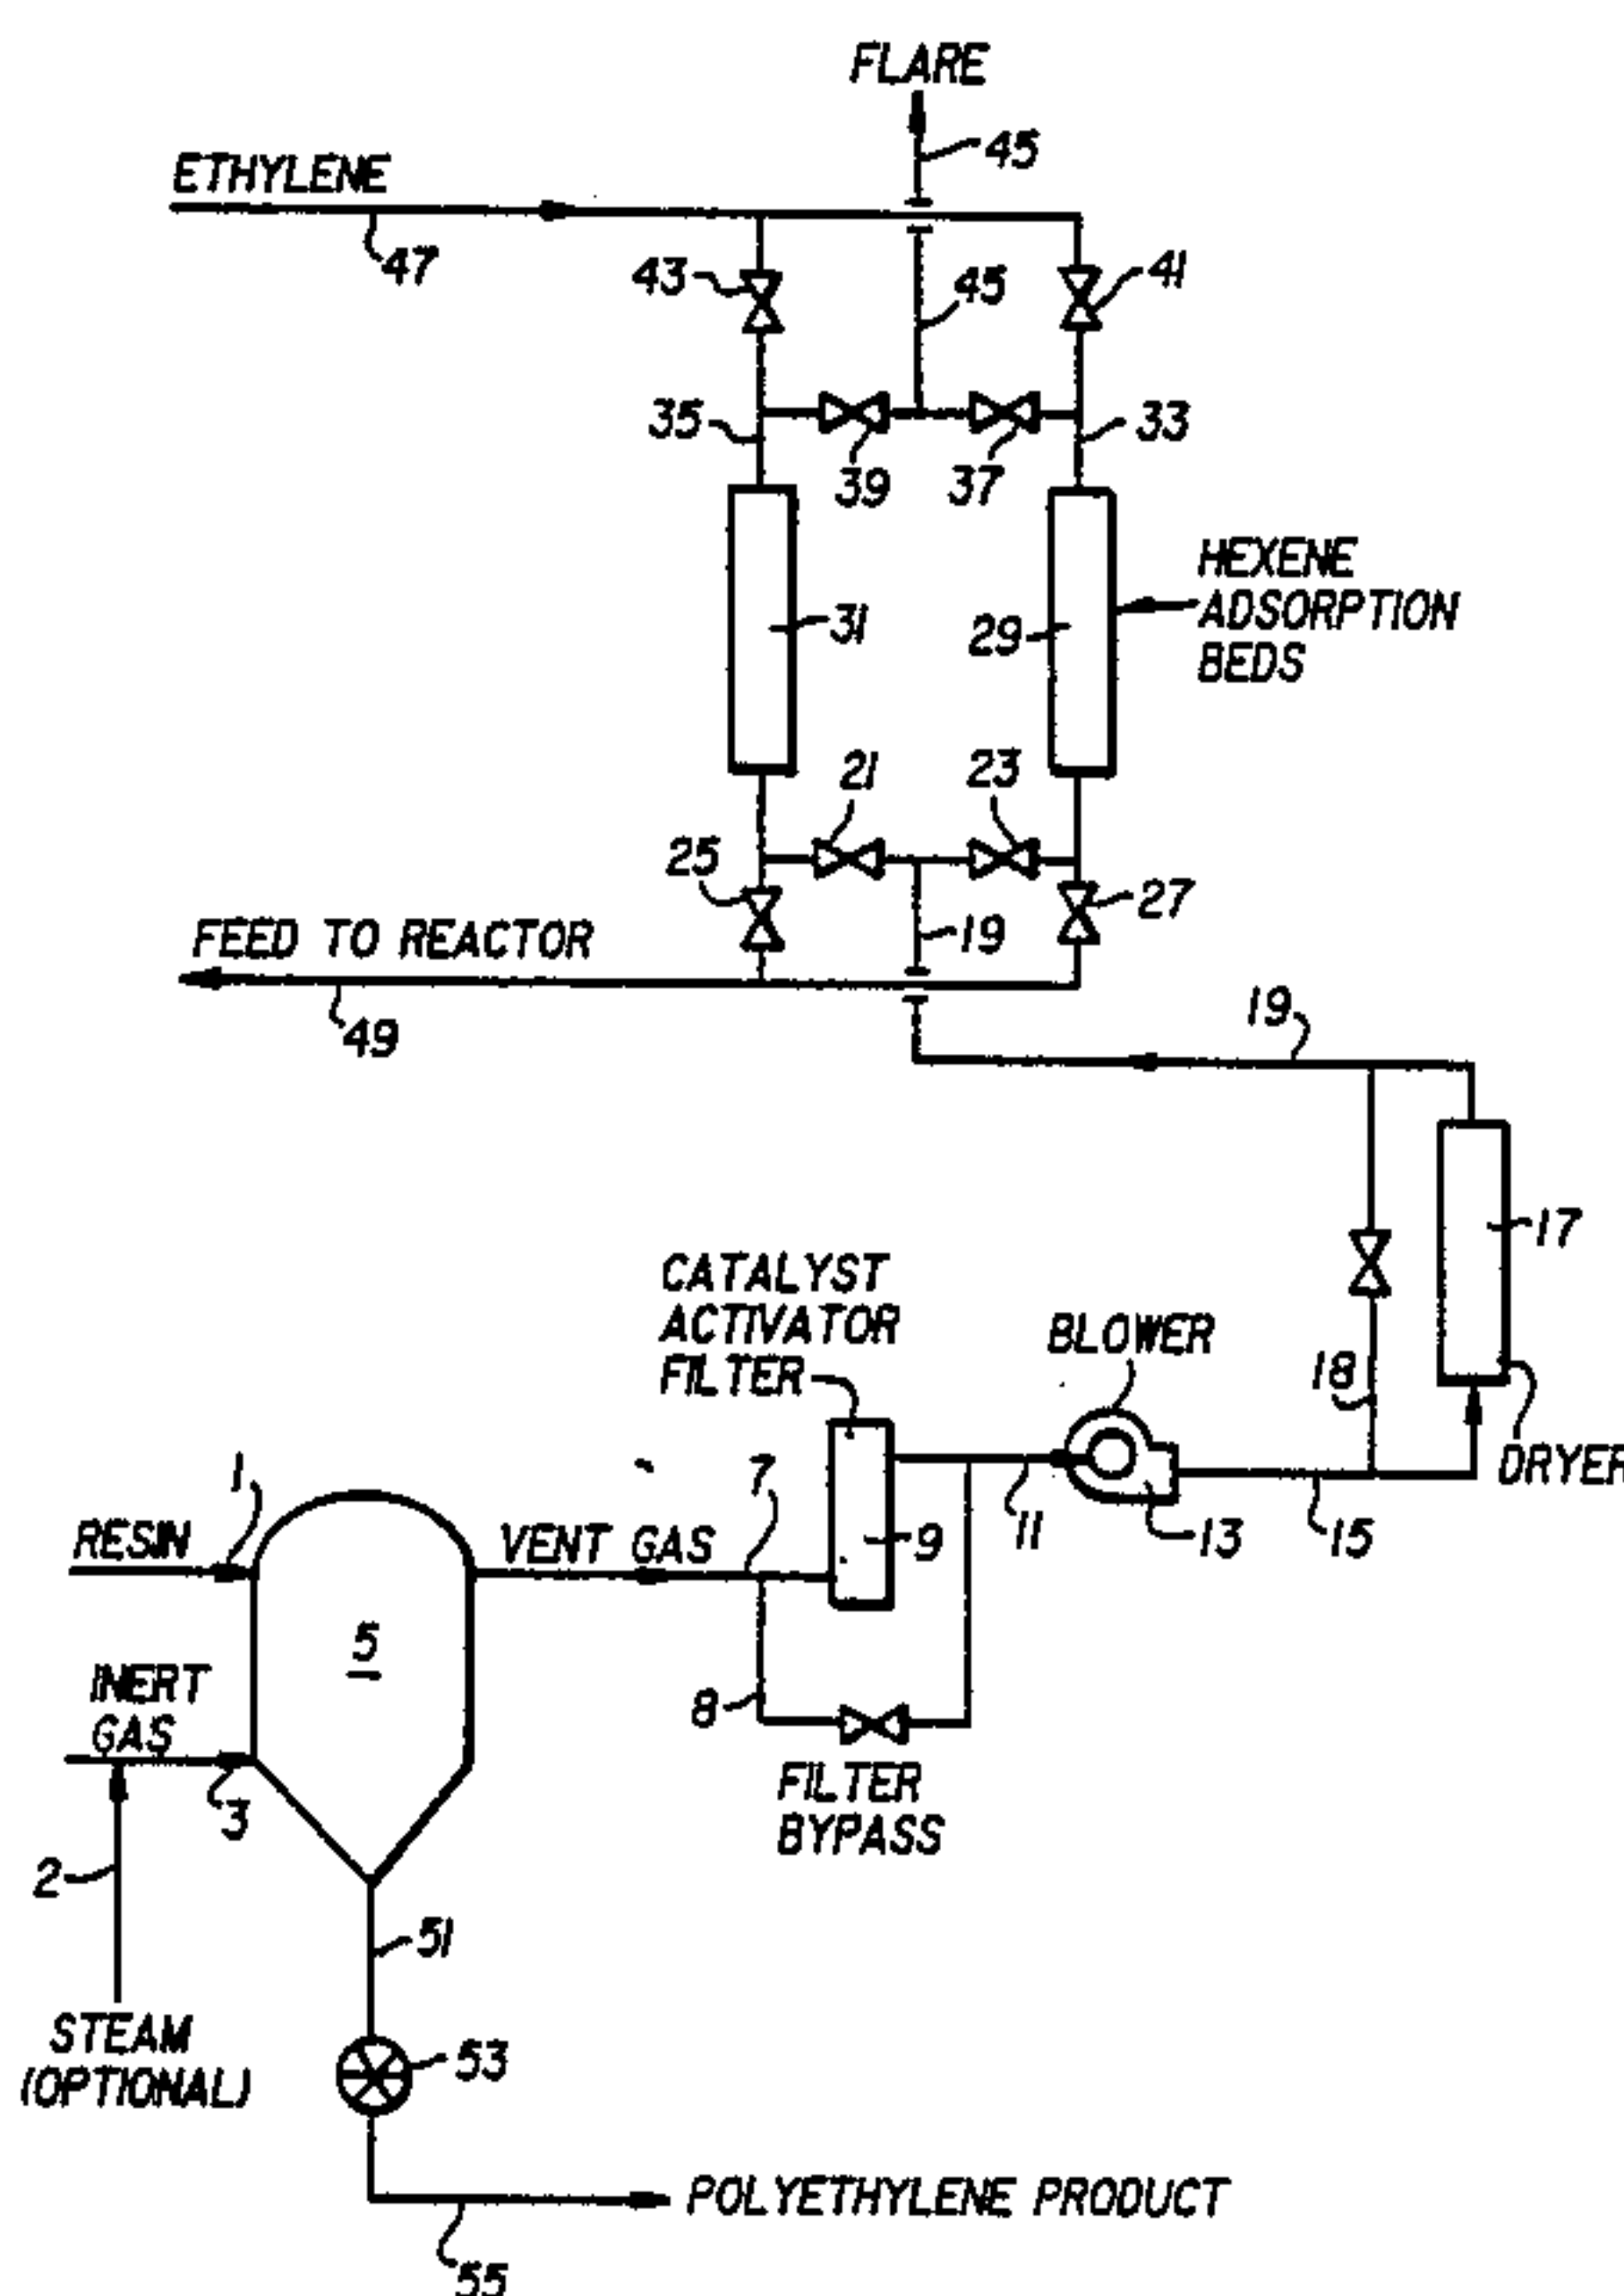 FLARE
45
ETHYLENE
47
43
45
41
35
39
37
33
HEXENE
ADSORPTION
BEDS
31
29
21
23
25
27
FEED TO REACTOR
19
49
19
17
CATALYST
ACTIVATOR
FILTER
BLOWER
18
DRYER
1
7
RESIN
VENT GAS
9
11
13
15
5
INERT
GAS
8
3
FILTER
BYPASS
2
51
STEAM
(OPTIONAL)
53
POLYETHYLENE PRODUCT
55